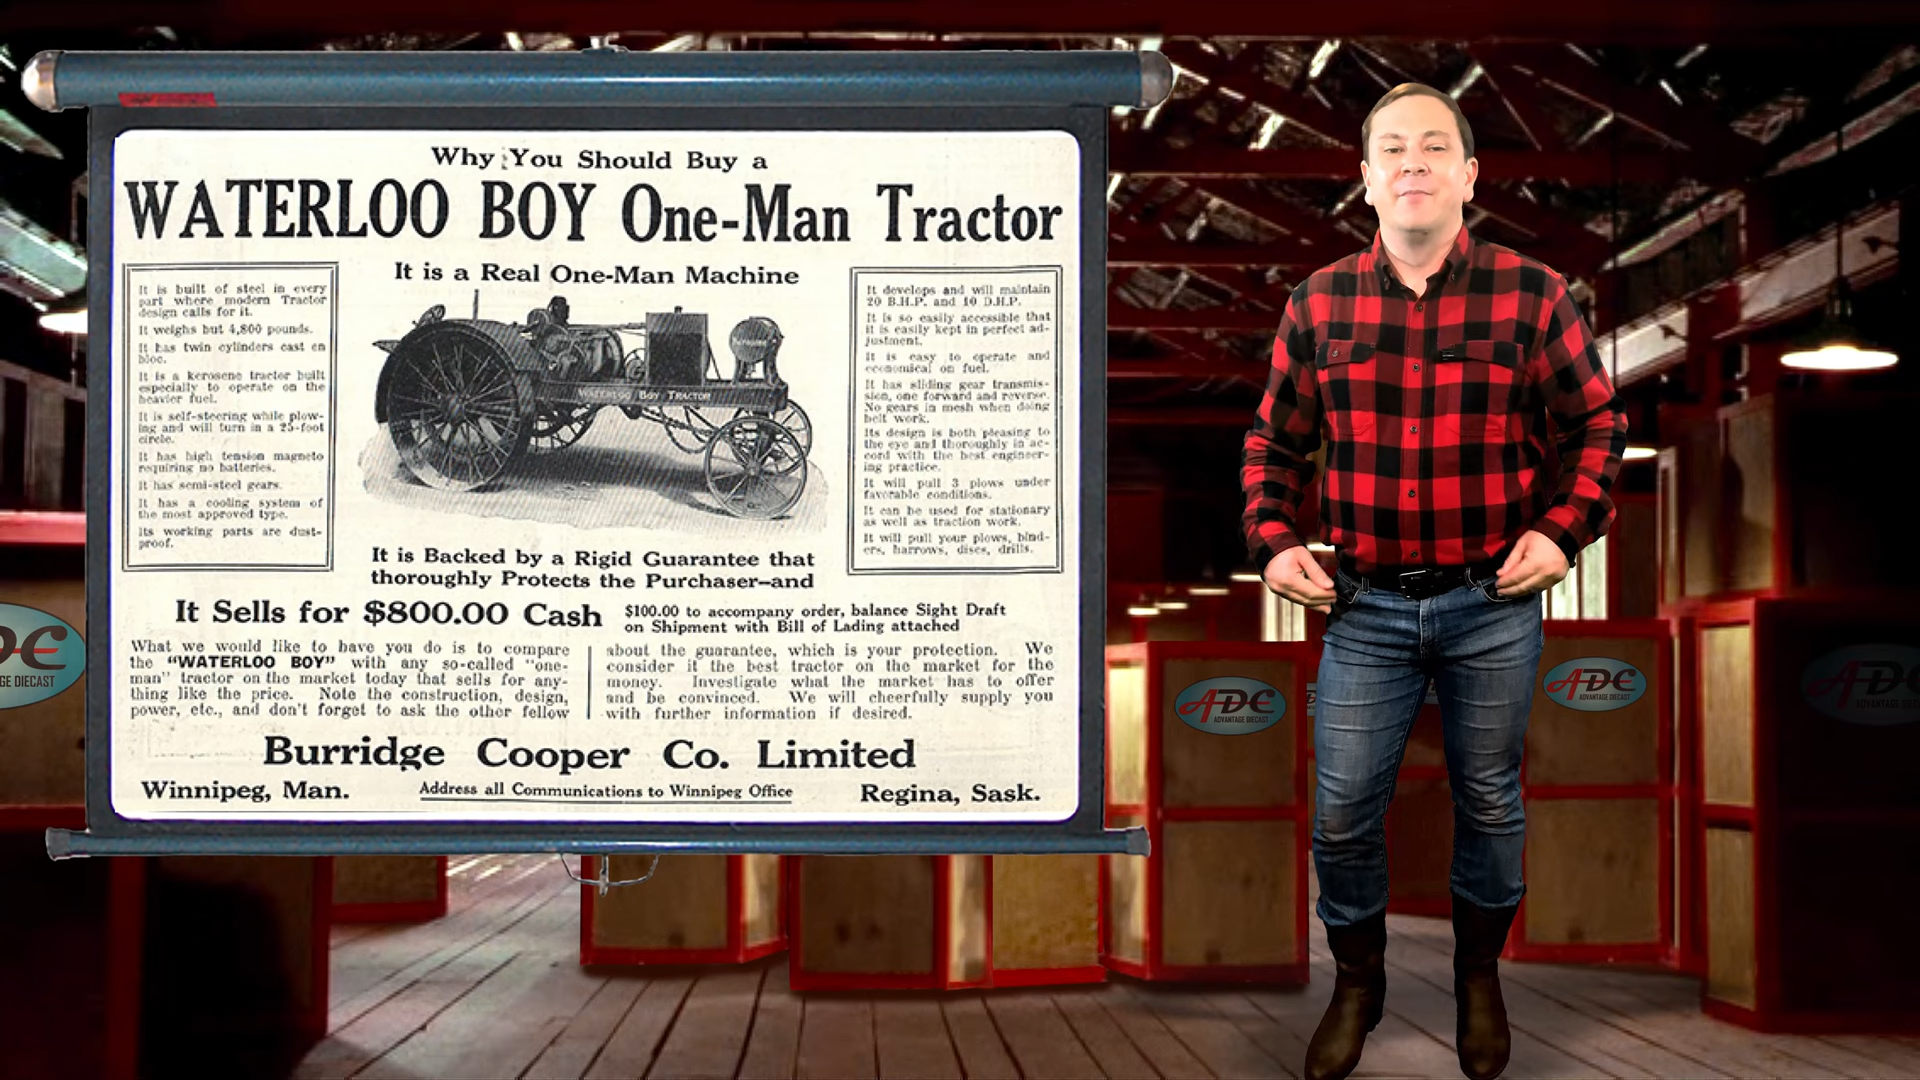 Why You Should Buy a
WATERLOO BOY One-Man Tractor
It is a Real One-Man Machine
It is built of steel in every
part where modern Tractor
design calls for it.
It weighs but 4,800 pounds.
It has twin cylinders cast en
bloc.
It is a kerosene tractor built
especially to operate on the
heavier fuel.
It is self-steering while plow-
ing and will turn in a 25-foot
circle.
It has high tension magneto
requiring no batteries.
It has semi-steel gears.
It has a cooling system of
the most approved type.
Its working parts are dust-
proof.
WATERLOO BOY TRACTOR
It develops and will maintain
20 B.H.P. and 10 D.H.P.
It is so easily accessible that
it is easily kept in perfect ad-
justment.
It is easy to operate and
economical on fuel.
It has sliding gear transmis-
sion, one forward and reverse.
No gears in mesh when doing
belt work.
Its design is both pleasing to
the eye and thoroughly in ac-
cord with the best engineer-
ing practice.
It will pull 3 plows under
favorable conditions.
It can be used for stationary
as well as traction work.
It will pull your plows, bind-
ers, harrows, discs, drills.
It is Backed by a Rigid Guarantee that
thoroughly Protects the Purchaser—and
It Sells for $800.00 Cash
$100.00 to accompany order, balance Sight Draft
on Shipment with Bill of Lading attached
What we would like to have you do is to compare
the "WATERLOO BOY" with any so-called "one-
man" tractor on the market today that sells for any-
thing like the price. Note the construction, design,
power, etc., and don't forget to ask the other fellow
about the guarantee, which is your protection. We
consider it the best tractor on the market for the
money. Investigate what the market has to offer
and be convinced. We will cheerfully supply you
with further information if desired.
Burridge Cooper Co. Limited
Winnipeg, Man.
Address all Communications to Winnipeg Office
Regina, Sask.
DE
GE DIECAST
ADE
ADVANTAGE DIECAST
ADE
ADVANTAGE DIECAST
ADE
ADVANTAGE DIEC